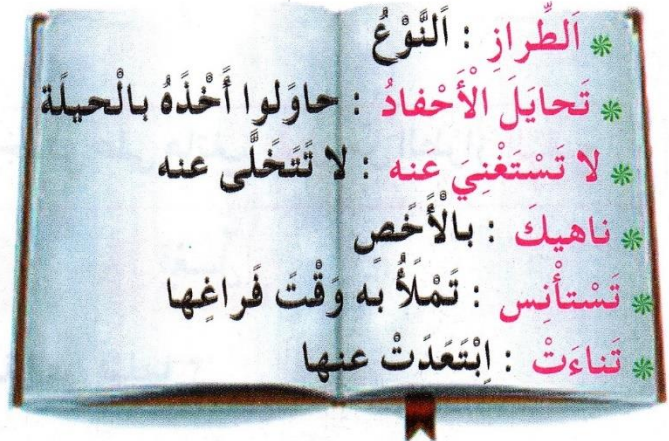 اَلطِّرازِ : اَلنَّوْعُ
تَحايَلَ الْأَحْفادُ : حاوَلوا أَخْذَهُ بالْحيلَة
لا تَسْتَغْنِيَ عَنه : لا تَتَخَلَّى عنه
ناهيكَ : بالْأَخَصِ
تَسْتأْنِس : تَمْلَأُ به وَقْتَ فَراغِها
تَناءَتْ : اِبْتَعَدَتْ عنها